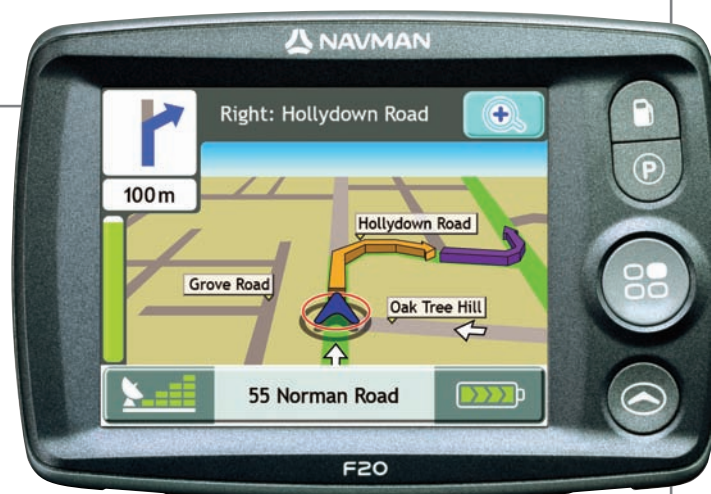 NAVMAN
Right: Hollydown Road
100m
P
Hollydown Road
Grove Road
Oak Tree Hill
55 Norman Road
F20